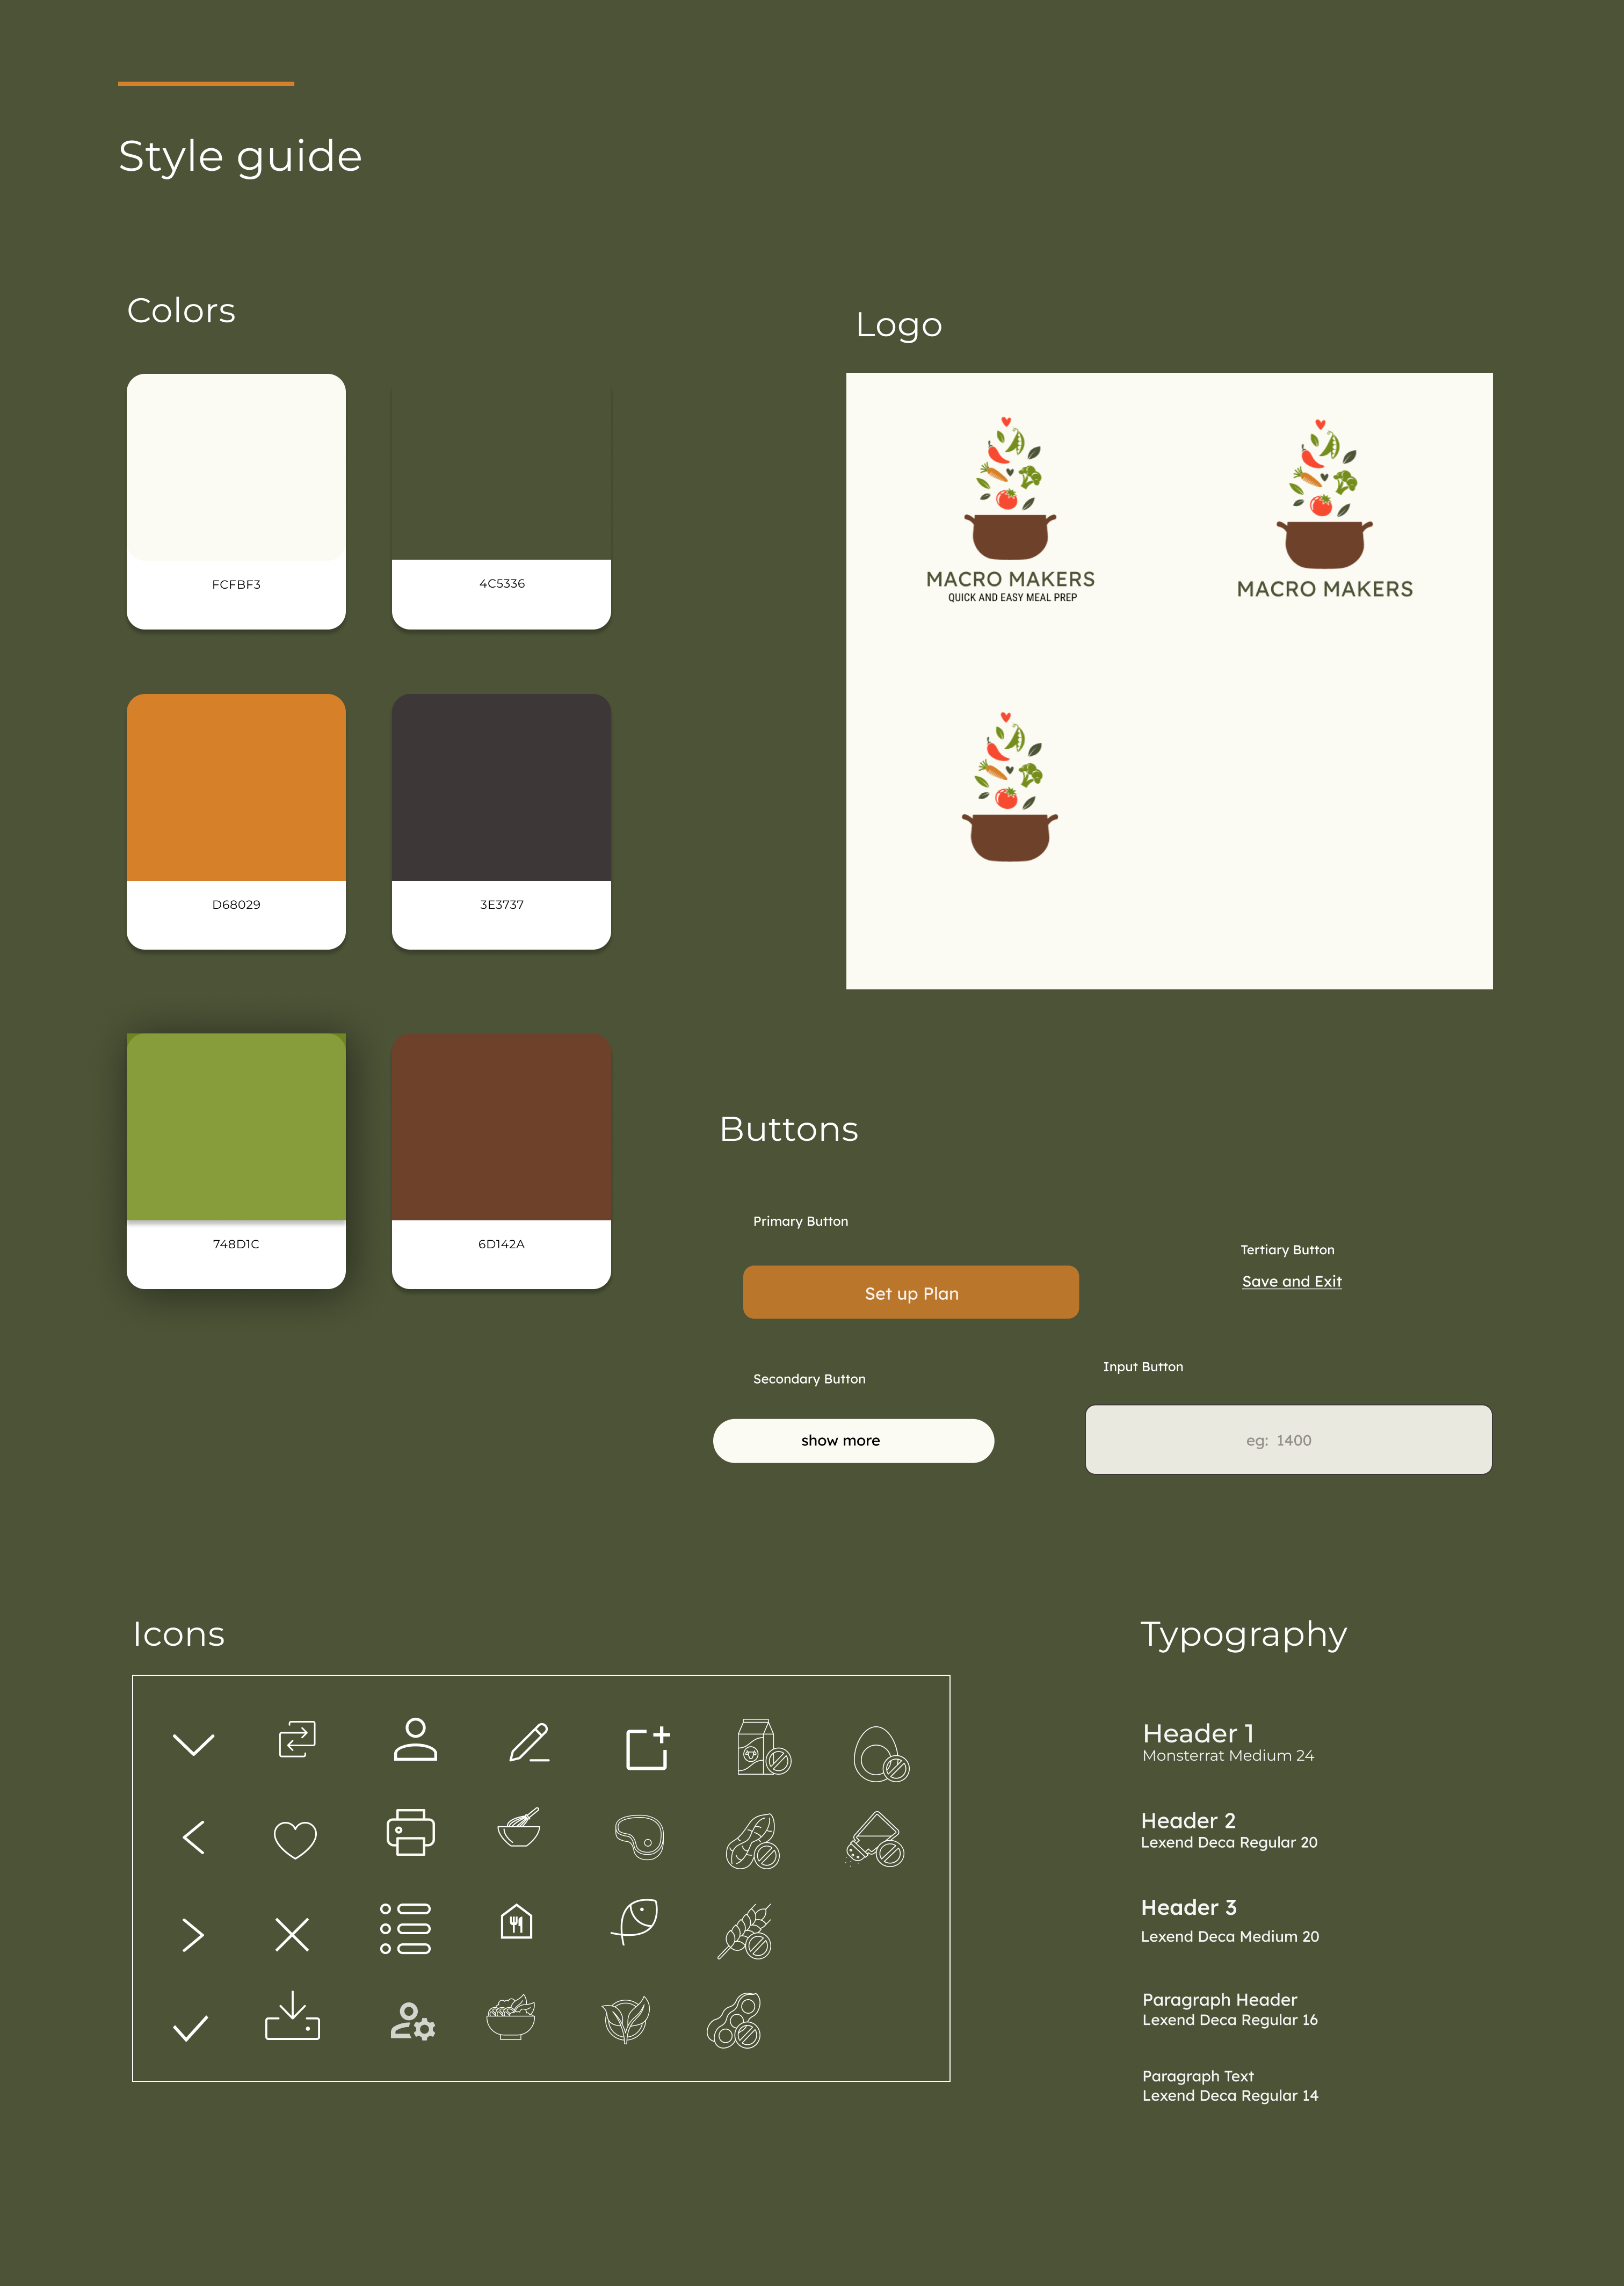 Style guide
Colors
FCFBF3
4C5336
D68029
3E3737
748D1C
6D142A
Logo
MACRO MAKERS
QUICK AND EASY MEAL PREP
MACRO MAKERS
Buttons
Primary Button
Set up Plan
Tertiary Button
Save and Exit
Secondary Button
show more
Input Button
eg: 1400
Icons
Typography
Header 1
Monsterrat Medium 24
Header 2
Lexend Deca Regular 20
Header 3
Lexend Deca Medium 20
Paragraph Header
Lexend Deca Regular 16
Paragraph Text
Lexend Deca Regular 14